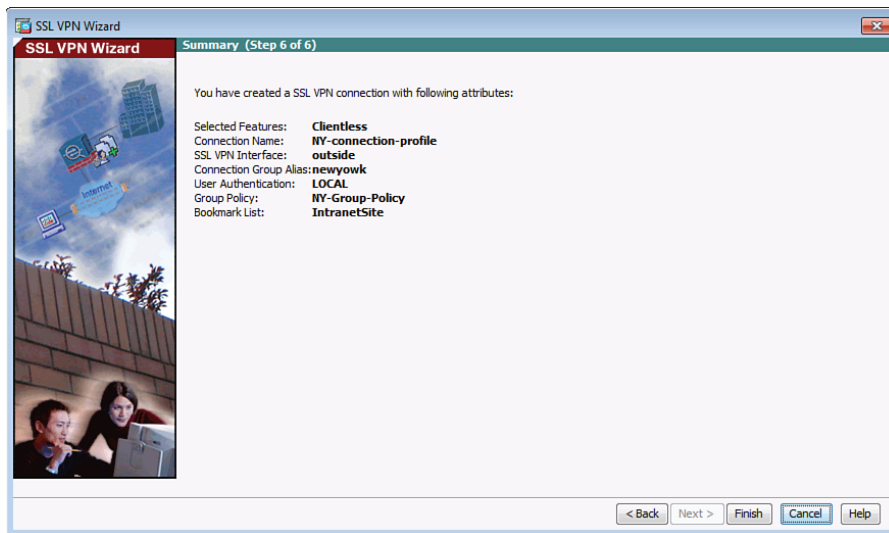 SSL VPN Wizard
SSL VPN Wizard
Summary (Step 6 of 6)
You have created a SSL VPN connection with following attributes:
Selected Features: Clientless
Connection Name: NY-connection-profile
SSL VPN Interface: outside
Connection Group Alias: newyowk
User Authentication: LOCAL
Group Policy: NY-Group-Policy
Bookmark List: IntranetSite
Internet
< Back Next > Finish Cancel Help